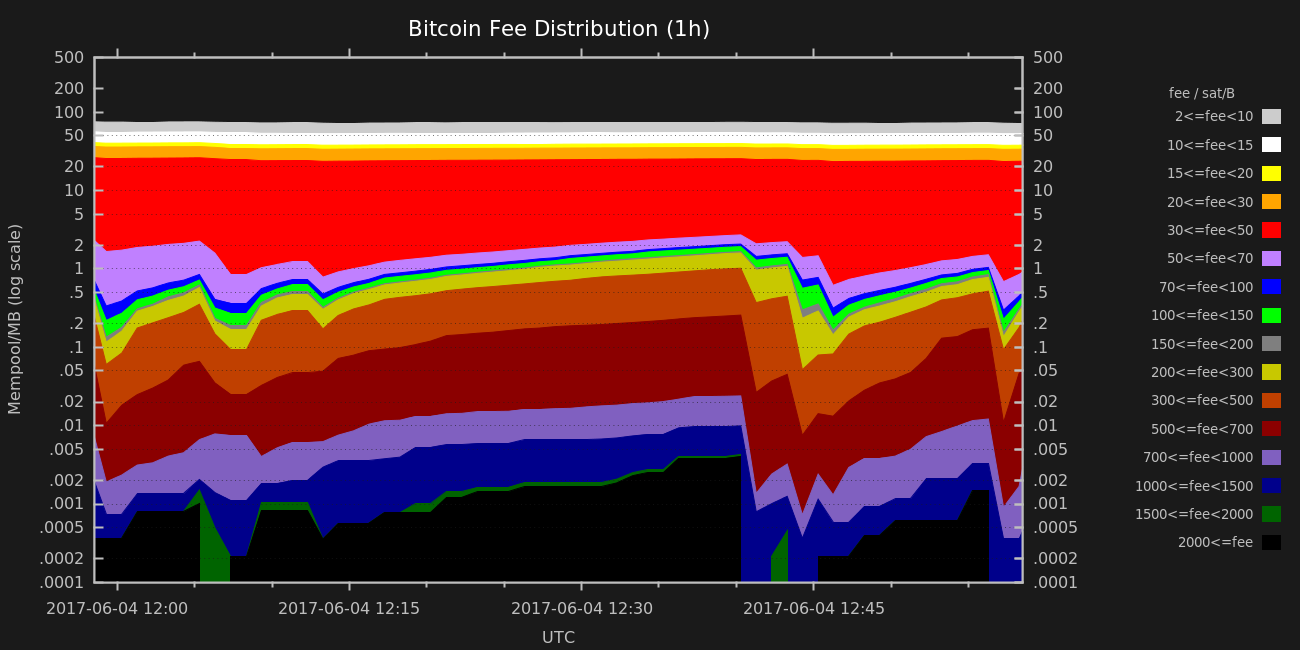 Bitcoin Fee Distribution (1h)
Mempool/MB (log scale)
500
200
100
50
20
10
5
2
1
.5
.2
.1
.05
.02
.01
.005
.002
.001
.0005
.0002
.0001
500
200
100
50
20
10
5
2
1
.5
.2
.1
.05
.02
.01
.005
.002
.001
.0005
.0002
.0001
2017-06-04 12:00
2017-06-04 12:15
2017-06-04 12:30
2017-06-04 12:45
UTC
fee / sat/B
2<=fee<10
10<=fee<15
15<=fee<20
20<=fee<30
30<=fee<50
50<=fee<70
70<=fee<100
100<=fee<150
150<=fee<200
200<=fee<300
300<=fee<500
500<=fee<700
700<=fee<1000
1000<=fee<1500
1500<=fee<2000
2000<=fee